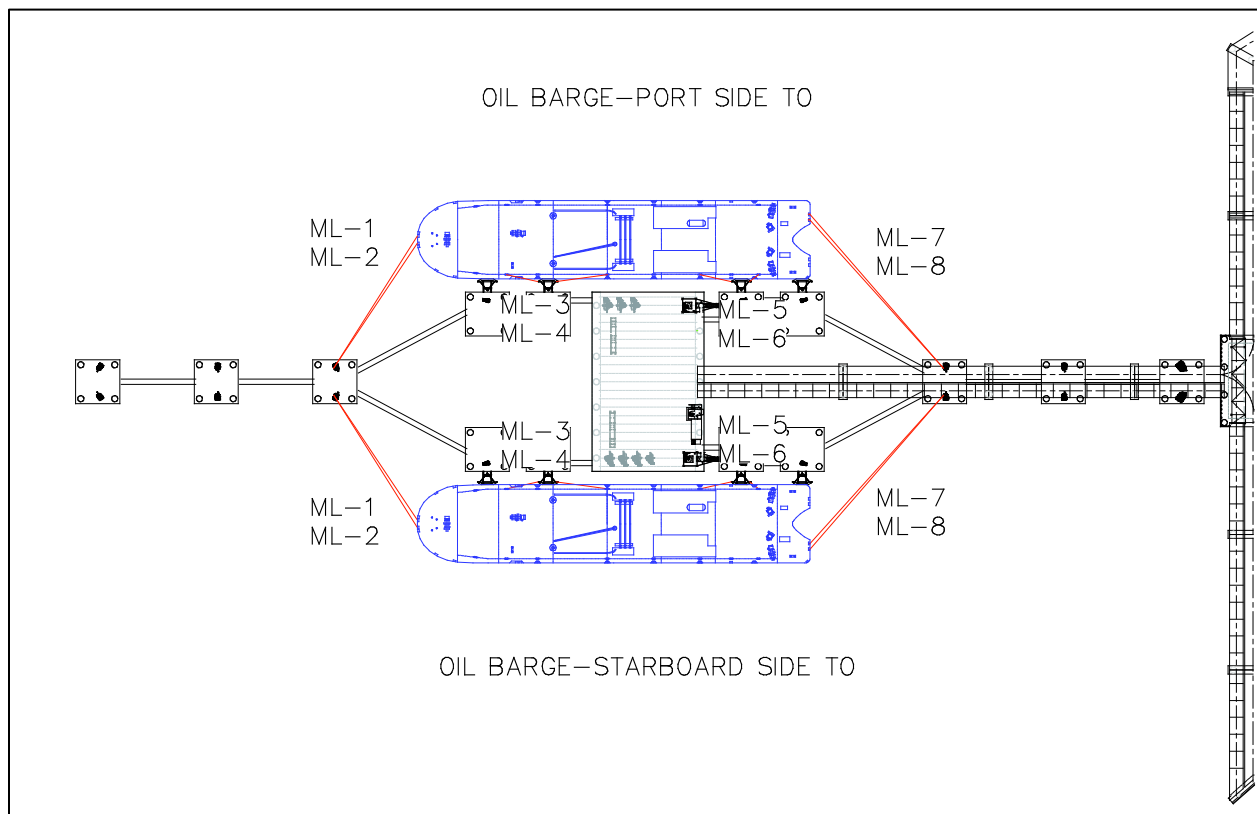 OIL BARGE-PORT SIDE TO
ML-1
ML-2
ML-7
ML-8
ML-3
ML-4
ML-5
ML-6
ML-3
ML-4
ML-5
ML-6
ML-1
ML-2
ML-7
ML-8
OIL BARGE-STARBOARD SIDE TO